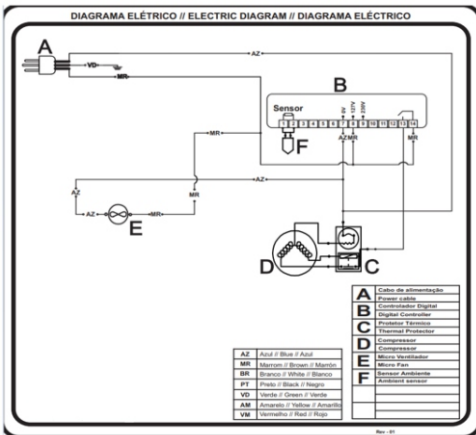 DIAGRAMA ELÉTRICO // ELECTRIC DIAGRAM // DIAGRAMA ELÉCTRICO
A
AZ
VD
MR
B
Sensor
0V
127V
220V
1 2 3 4 5 6 7 8 9 10 11 12 13 14
F
AZ MR
MR
MR
AZ
AZ
MR
AZ
MR
E
D
C
A Cabo de alimentação
Power cable
B Controlador Digital
Digital Controller
C Protetor Térmico
Thermal Protector
D Compressor
Compressor
E Micro Ventilador
Micro Fan
F Sensor Ambiente
Ambient sensor
AZ Azul // Blue // Azul
MR Marrom // Brown // Marrón
BR Branco // White // Blanco
PT Preto // Black // Negro
VD Verde // Green // Verde
AM Amarelo // Yellow // Amarillo
VM Vermelho // Red // Rojo
Rev - 01